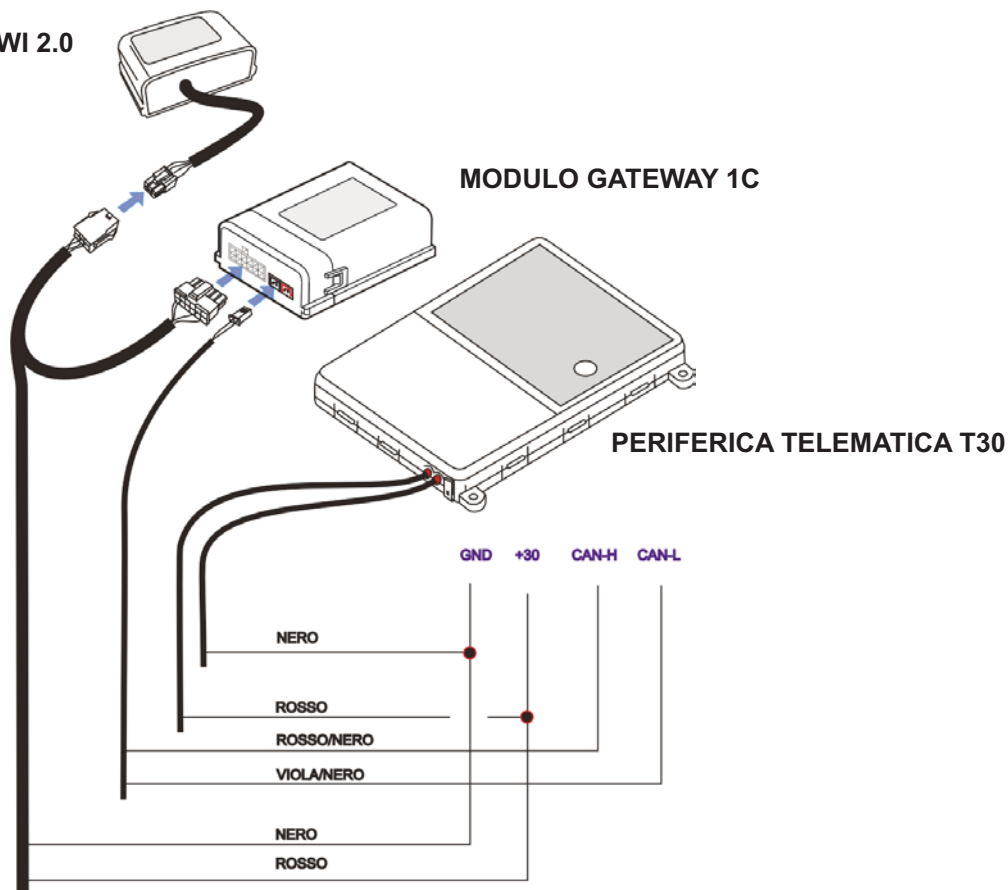 WI 2.0
MODULO GATEWAY 1C
PERIFERICA TELEMATICA T30
GND +30 CAN-H CAN-L
NERO
ROSSO
ROSSO/NERO
VIOLA/NERO
NERO
ROSSO